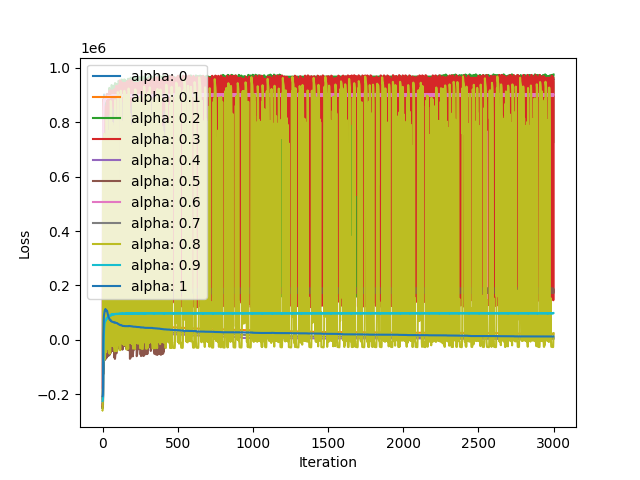 1e6
1.0
0.8
0.6
0.4
0.2
0.0
−0.2
Loss
alpha: 0
alpha: 0.1
alpha: 0.2
alpha: 0.3
alpha: 0.4
alpha: 0.5
alpha: 0.6
alpha: 0.7
alpha: 0.8
alpha: 0.9
alpha: 1
0 500 1000 1500 2000 2500 3000
Iteration